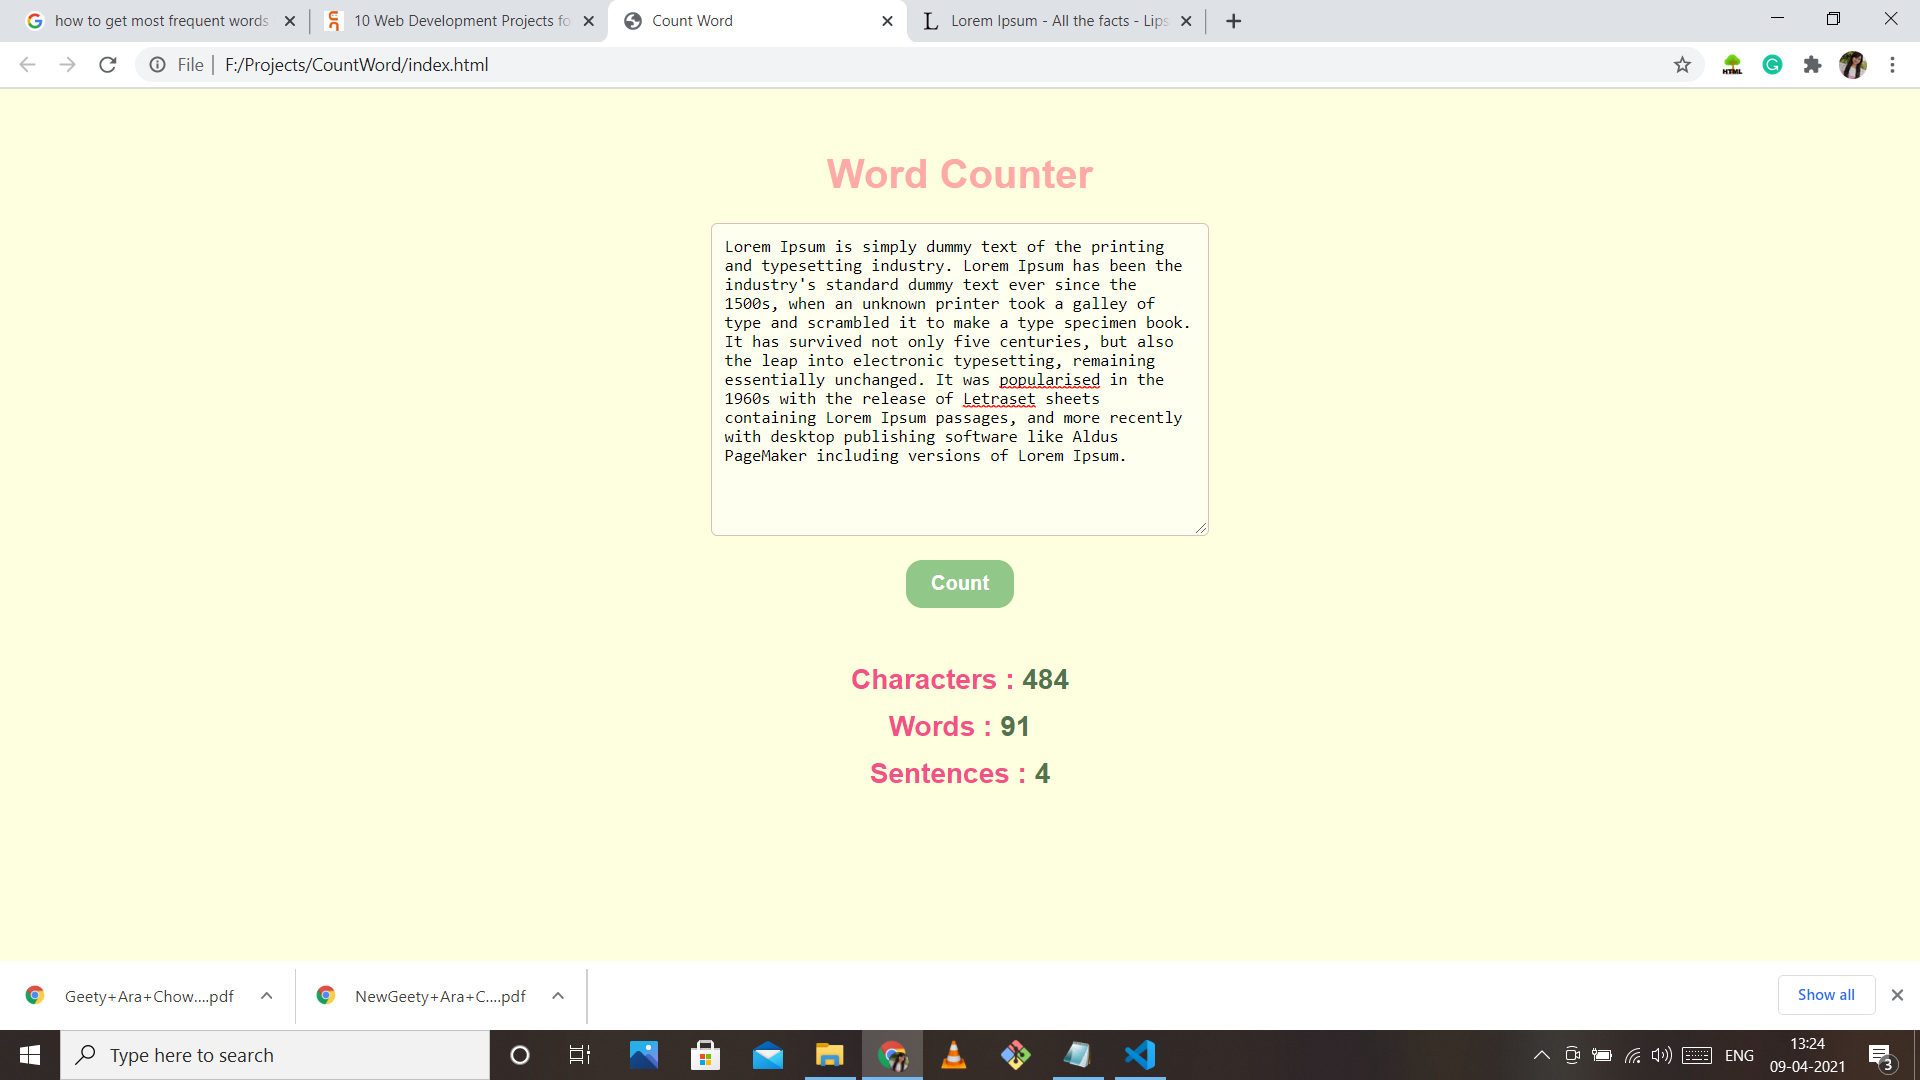 how to get most frequent words
10 Web Development Projects fo
Count Word
L Lorem Ipsum - All the facts - Lips
File | F:/Projects/CountWord/index.html
HTML
Word Counter
Lorem Ipsum is simply dummy text of the printing
and typesetting industry. Lorem Ipsum has been the
industry's standard dummy text ever since the
1500s, when an unknown printer took a galley of
type and scrambled it to make a type specimen book.
It has survived not only five centuries, but also
the leap into electronic typesetting, remaining
essentially unchanged. It was popularised in the
1960s with the release of Letraset sheets
containing Lorem Ipsum passages, and more recently
with desktop publishing software like Aldus
PageMaker including versions of Lorem Ipsum.
Count
Characters : 484
Words : 91
Sentences : 4
Geety+Ara+Chow....pdf
NewGeety+Ara+C....pdf
Show all
Type here to search
ENG
13:24
09-04-2021
3